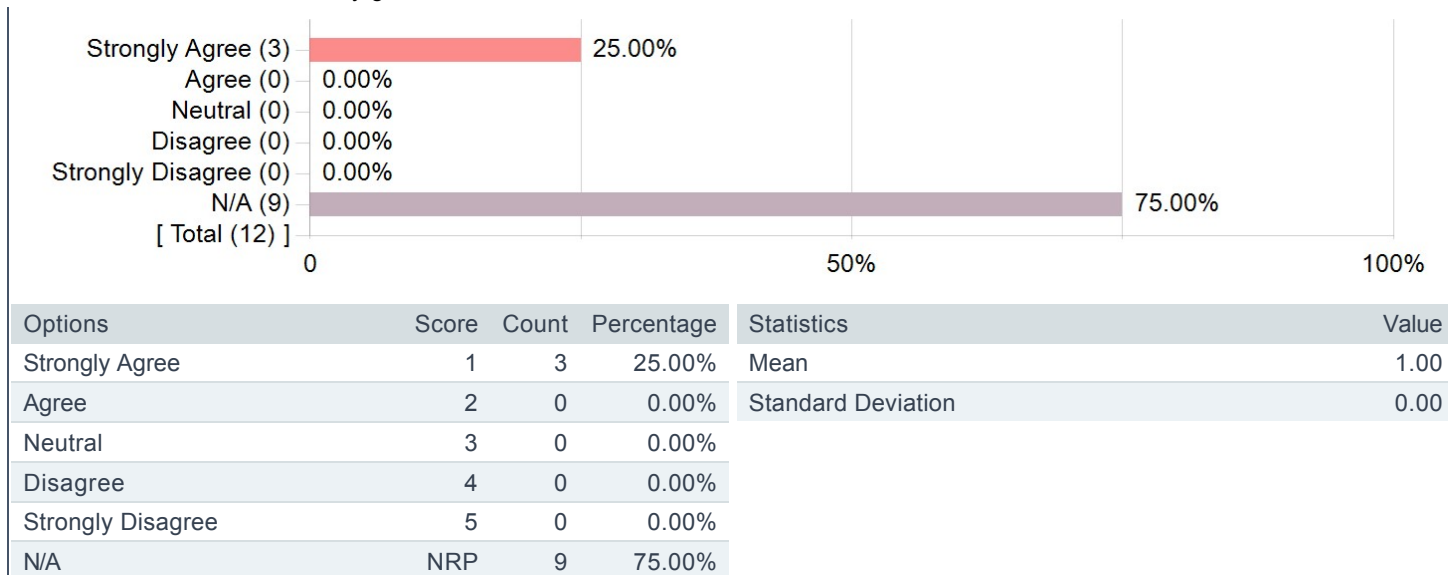 Strongly Agree (3) 25.00%
Agree (0) 0.00%
Neutral (0) 0.00%
Disagree (0) 0.00%
Strongly Disagree (0) 0.00%
N/A (9) 75.00%
[ Total (12) ]
0 50% 100%
Options Score Count Percentage
Strongly Agree 1 3 25.00%
Agree 2 0 0.00%
Neutral 3 0 0.00%
Disagree 4 0 0.00%
Strongly Disagree 5 0 0.00%
N/A NRP 9 75.00%
Statistics Value
Mean 1.00
Standard Deviation 0.00